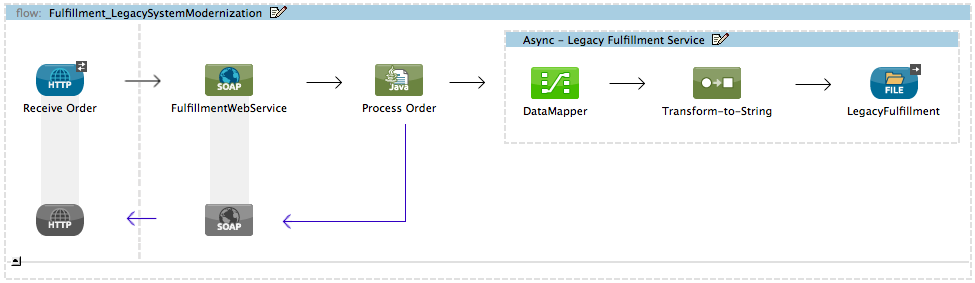 flow: Fulfillment_LegacySystemModernization
Async - Legacy Fulfillment Service
HTTP
SOAP
Java
FILE
Receive Order
FulfillmentWebService
Process Order
DataMapper
Transform-to-String
LegacyFulfillment
HTTP
SOAP